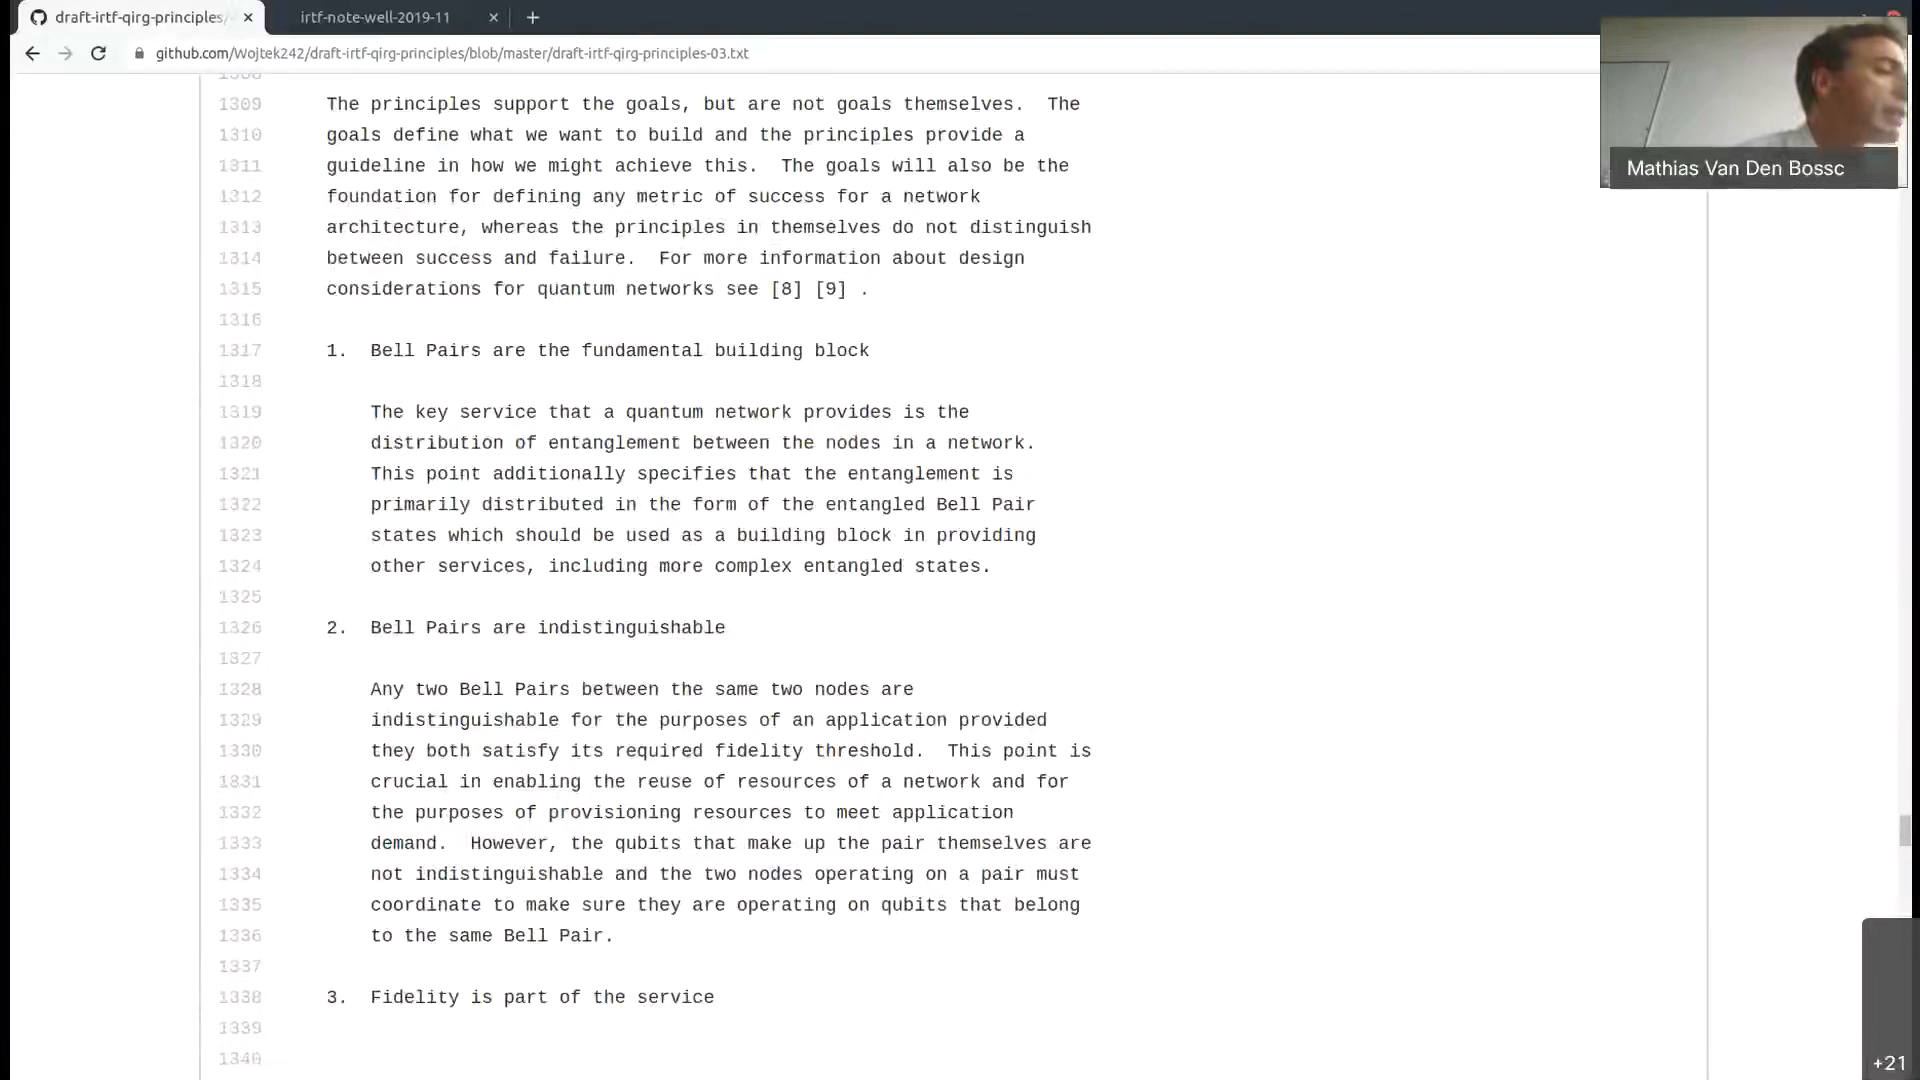 draft-irtf-qirg-principles/
irtf-note-well-2019-11
github.com/Wojtek242/draft-irtf-qirg-principles/blob/master/draft-irtf-qirg-principles-03.txt
Mathias Van Den Bossc
1308
1309 The principles support the goals, but are not goals themselves. The
1310 goals define what we want to build and the principles provide a
1311 guideline in how we might achieve this. The goals will also be the
1312 foundation for defining any metric of success for a network
1313 architecture, whereas the principles in themselves do not distinguish
1314 between success and failure. For more information about design
1315 considerations for quantum networks see [8] [9] .
1316
1317 1. Bell Pairs are the fundamental building block
1318
1319 The key service that a quantum network provides is the
1320 distribution of entanglement between the nodes in a network.
1321 This point additionally specifies that the entanglement is
1322 primarily distributed in the form of the entangled Bell Pair
1323 states which should be used as a building block in providing
1324 other services, including more complex entangled states.
1325
1326 2. Bell Pairs are indistinguishable
1327
1328 Any two Bell Pairs between the same two nodes are
1329 indistinguishable for the purposes of an application provided
1330 they both satisfy its required fidelity threshold. This point is
1331 crucial in enabling the reuse of resources of a network and for
1332 the purposes of provisioning resources to meet application
1333 demand. However, the qubits that make up the pair themselves are
1334 not indistinguishable and the two nodes operating on a pair must
1335 coordinate to make sure they are operating on qubits that belong
1336 to the same Bell Pair.
1337
1338 3. Fidelity is part of the service
1339
1340
+21